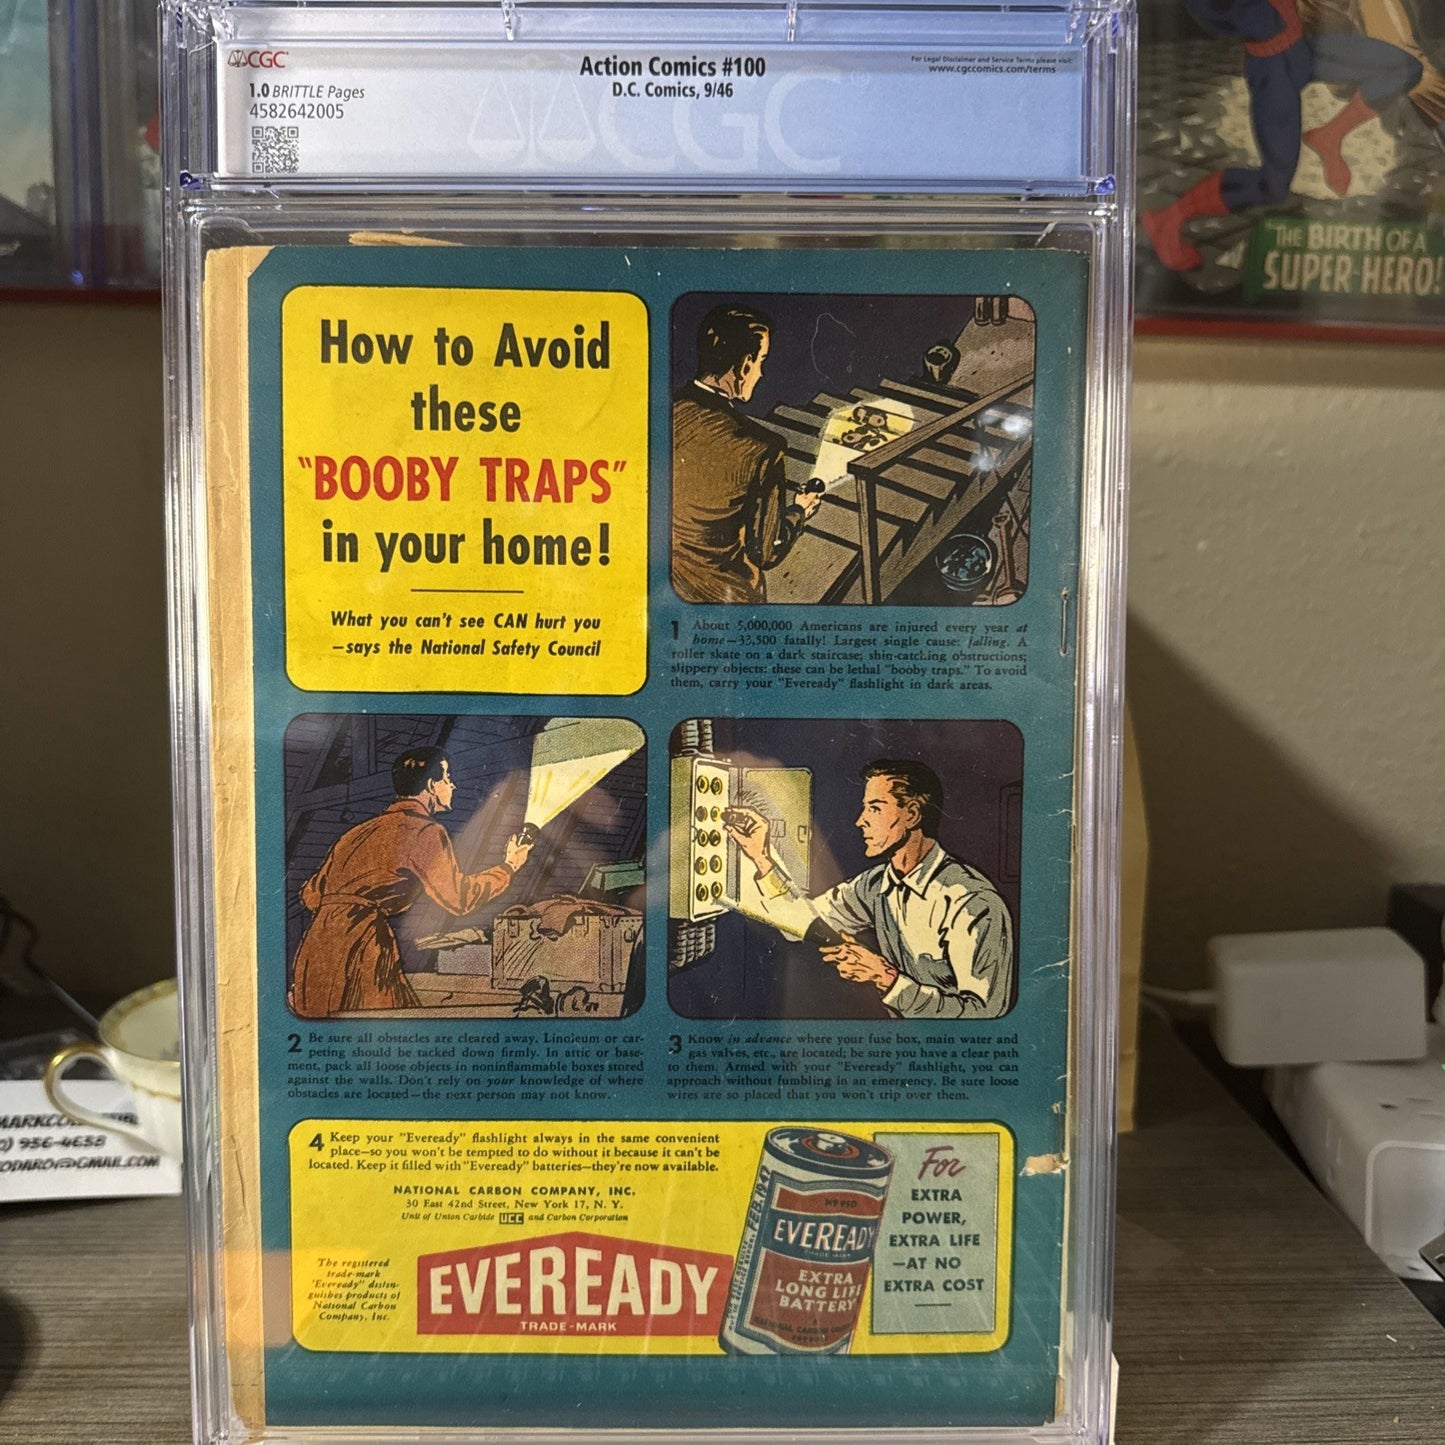 CGC
Action Comics #100
For Legal Disclaimer and Service Terms please visit:
www.cgccomics.com/terms
1.0 BRITTLE Pages
D.C. Comics, 9/46
4582642005
CGC
"THE BIRTH OF A
SUPER-HERO!
How to Avoid
these
"BOOBY TRAPS"
in your home!
What you can't see CAN hurt you
—says the National Safety Council
1 About 5,000,000 Americans are injured every year at
home—33,500 fatally! Largest single cause: falling. A
roller skate on a dark staircase; shin-catching obstructions;
slippery objects: these can be lethal "booby traps." To avoid
them, carry your "Eveready" flashlight in dark areas.
2 Be sure all obstacles are cleared away. Linoleum or car-
peting should be tacked down firmly. In attic or base-
ment, pack all loose objects in noninflammable boxes stored
against the walls. Don't rely on your knowledge of where
obstacles are located—the next person may not know.
3 Know in advance where your fuse box, main water and
gas valves, etc., are located; be sure you have a clear path
to them. Armed with your "Eveready" flashlight, you can
approach without fumbling in an emergency. Be sure loose
wires are so placed that you won't trip over them.
4 Keep your "Eveready" flashlight always in the same convenient
place—so you won't be tempted to do without it because it can't be
located. Keep it filled with "Eveready" batteries—they're now available.
NATIONAL CARBON COMPANY, INC.
30 East 42nd Street, New York 17, N. Y.
Unit of Union Carbide UCC and Carbon Corporation
The registered
trade-mark
"Eveready" distin-
guishes products of
National Carbon
Company, Inc.
EVEREADY
TRADE-MARK
FEB. 1947
Nº 950
EVEREADY
TRADE-MARK
EXTRA
LONG LIFE
BATTERY
For
EXTRA
POWER,
EXTRA LIFE
—AT NO
EXTRA COST
956-4638
@GMAIL.COM